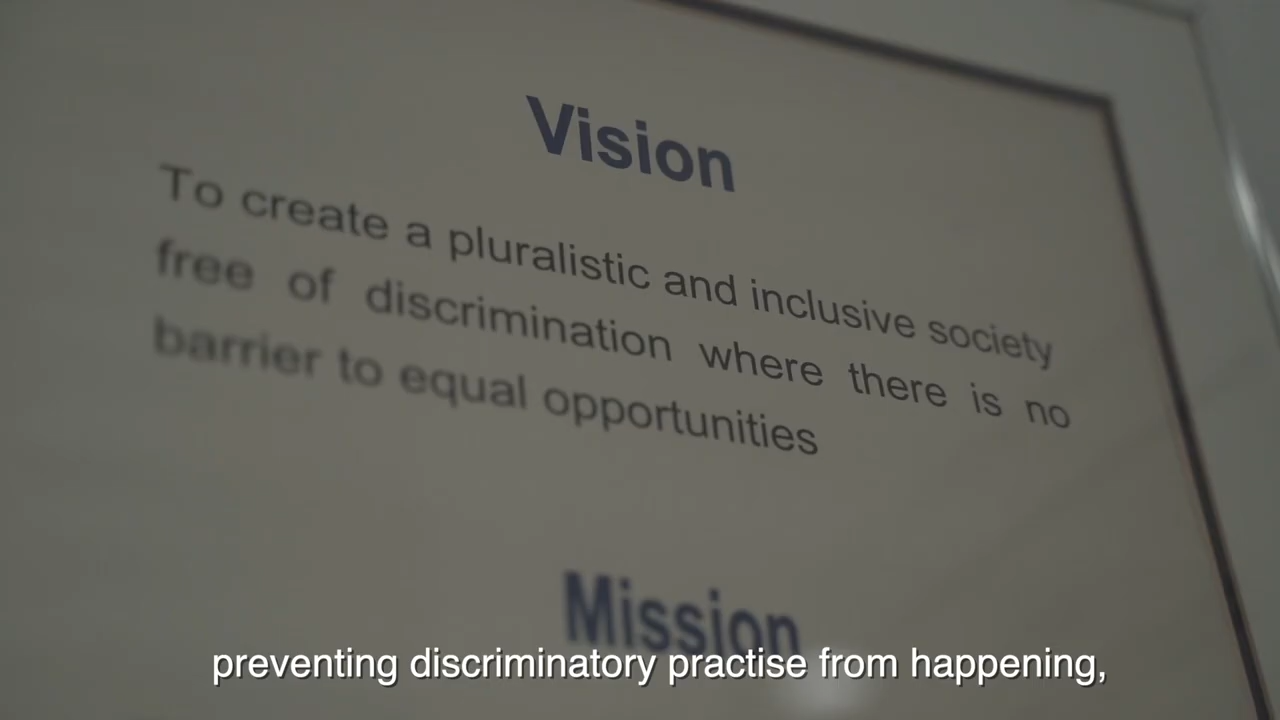 Vision
To create a pluralistic and inclusive society
free of discrimination where there is no
barrier to equal opportunities
Mission
preventing discriminatory practise from happening,